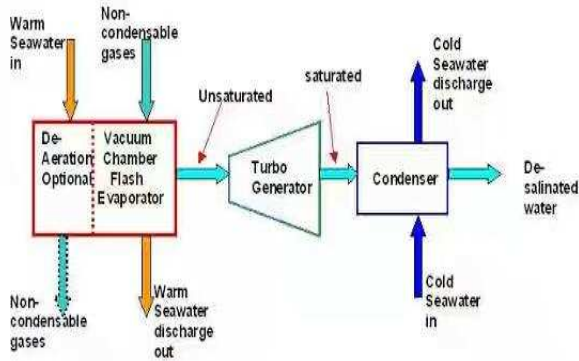 Warm
Seawater
in
Non-
condensable
gases
Unsaturated
saturated
Cold
Seawater
discharge
out
De-
Aeration
Optional
Vacuum
Chamber
Flash
Evaporator
Turbo
Generator
Condenser
De-
salinated
water
Non-
condensable
gases
Warm
Seawater
discharge
out
Cold
Seawater
in